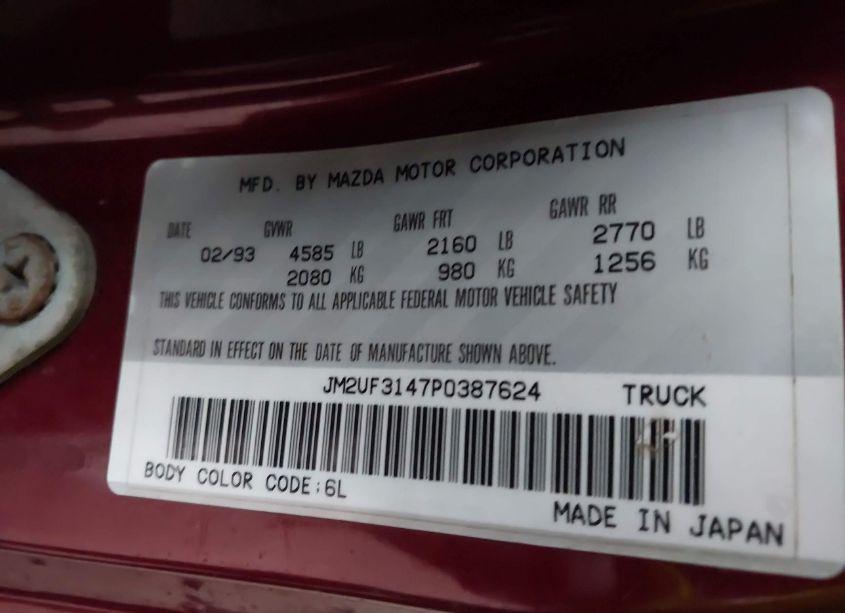 MFD. BY MAZDA MOTOR CORPORATION
DATE GVWR GAWR FRT GAWR RR
02/93 4585 LB 2160 LB 2770 LB
2080 KG 980 KG 1256 KG
THIS VEHICLE CONFORMS TO ALL APPLICABLE FEDERAL MOTOR VEHICLE SAFETY
STANDARD IN EFFECT ON THE DATE OF MANUFACTURE SHOWN ABOVE.
JM2UF3147P0387624 TRUCK
BODY COLOR CODE:6L
MADE IN JAPAN